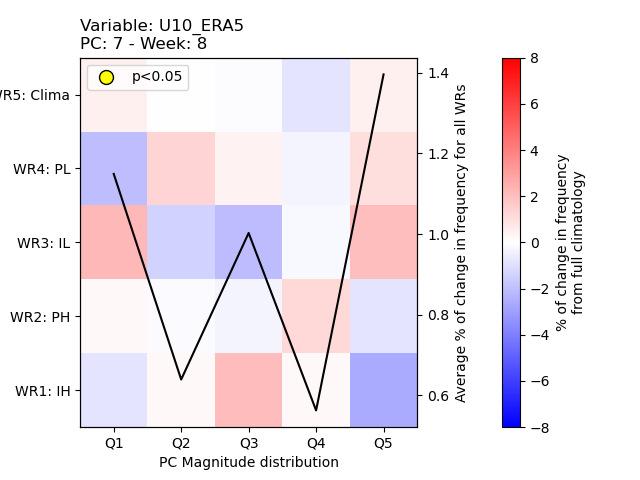 Variable: U10_ERA5
PC: 7 - Week: 8
p<0.05
WR5: Clima
WR4: PL
WR3: IL
WR2: PH
WR1: IH
Q1 Q2 Q3 Q4 Q5
PC Magnitude distribution
1.4
1.2
1.0
0.8
0.6
Average % of change in frequency for all WRs
8
6
4
2
0
−2
−4
−6
−8
% of change in frequency
from full climatology